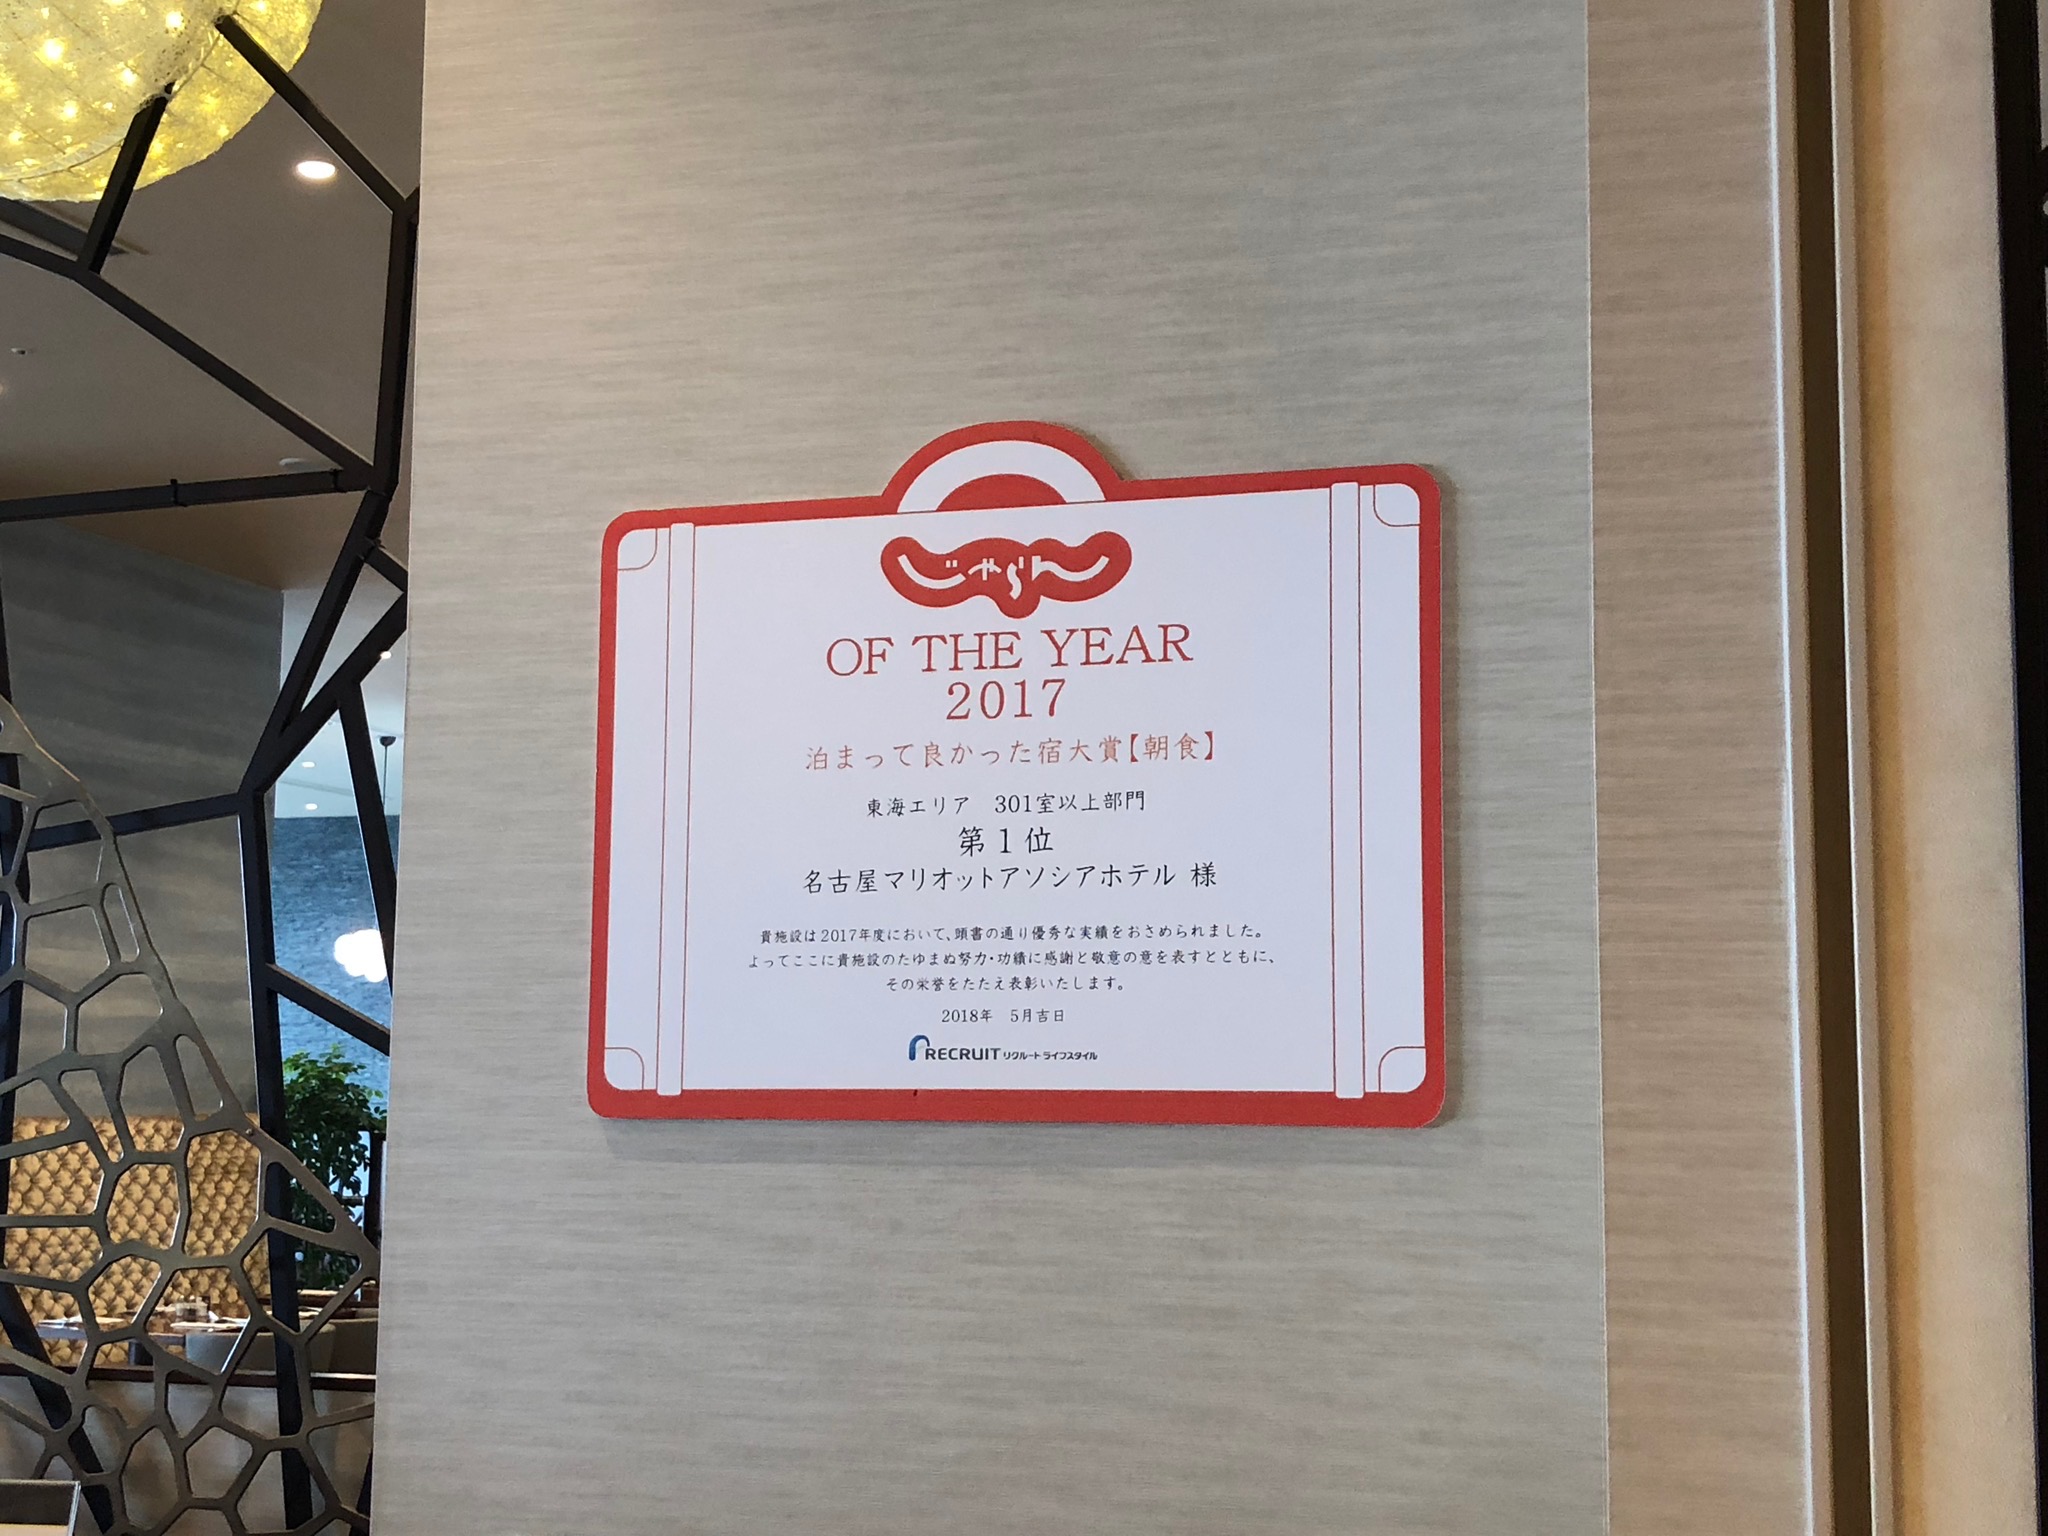 じゃらん
OF THE YEAR
2017
泊まって良かった宿大賞【朝食】
東海エリア　301室以上部門
第1位
名古屋マリオットアソシアホテル 様
貴施設は2017年度において、頭書の通り優秀な実績をおさめられました。
よってここに貴施設のたゆまぬ努力・功績に感謝と敬意の意を表すとともに、
その栄誉をたたえ表彰いたします。
2018年　5月吉日
RECRUIT リクルート ライフスタイル